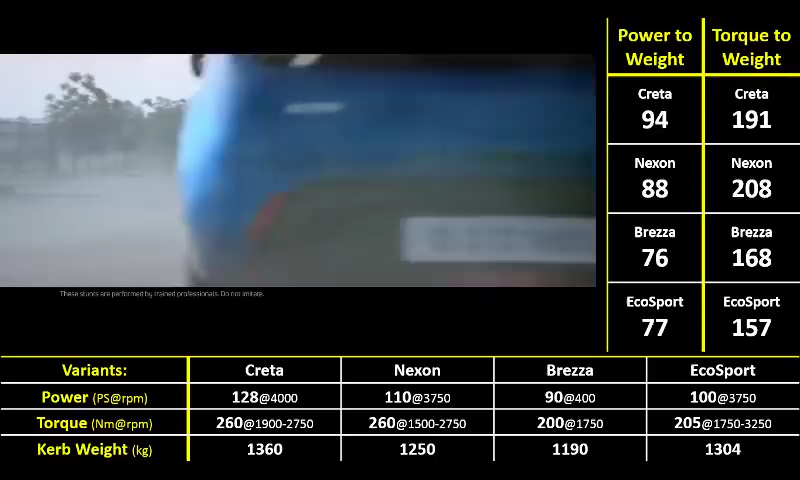 Power to Weight
Torque to Weight
Creta
94
Creta
191
Nexon
88
Nexon
208
Brezza
76
Brezza
168
EcoSport
77
EcoSport
157
These stunts are performed by trained professionals. Do not imitate.
Variants: Creta Nexon Brezza EcoSport
Power (PS@rpm) 128@4000 110@3750 90@400 100@3750
Torque (Nm@rpm) 260@1900-2750 260@1500-2750 200@1750 205@1750-3250
Kerb Weight (kg) 1360 1250 1190 1304